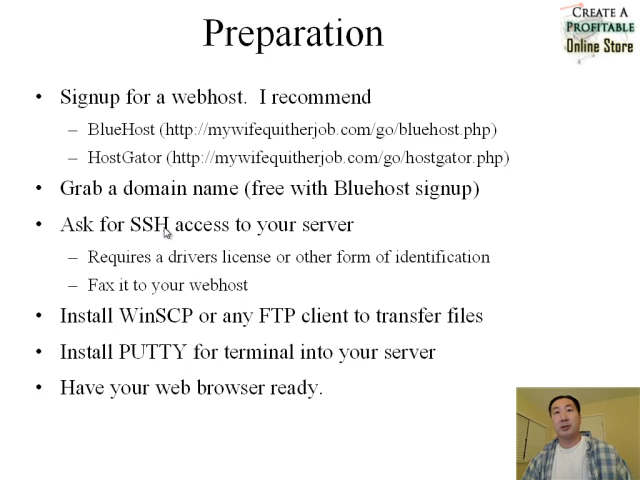 Preparation
CREATE A
PROFITABLE
Online Store
• Signup for a webhost. I recommend
– BlueHost (http://mywifequitherjob.com/go/bluehost.php)
– HostGator (http://mywifequitherjob.com/go/hostgator.php)
• Grab a domain name (free with Bluehost signup)
• Ask for SSH access to your server
– Requires a drivers license or other form of identification
– Fax it to your webhost
• Install WinSCP or any FTP client to transfer files
• Install PUTTY for terminal into your server
• Have your web browser ready.